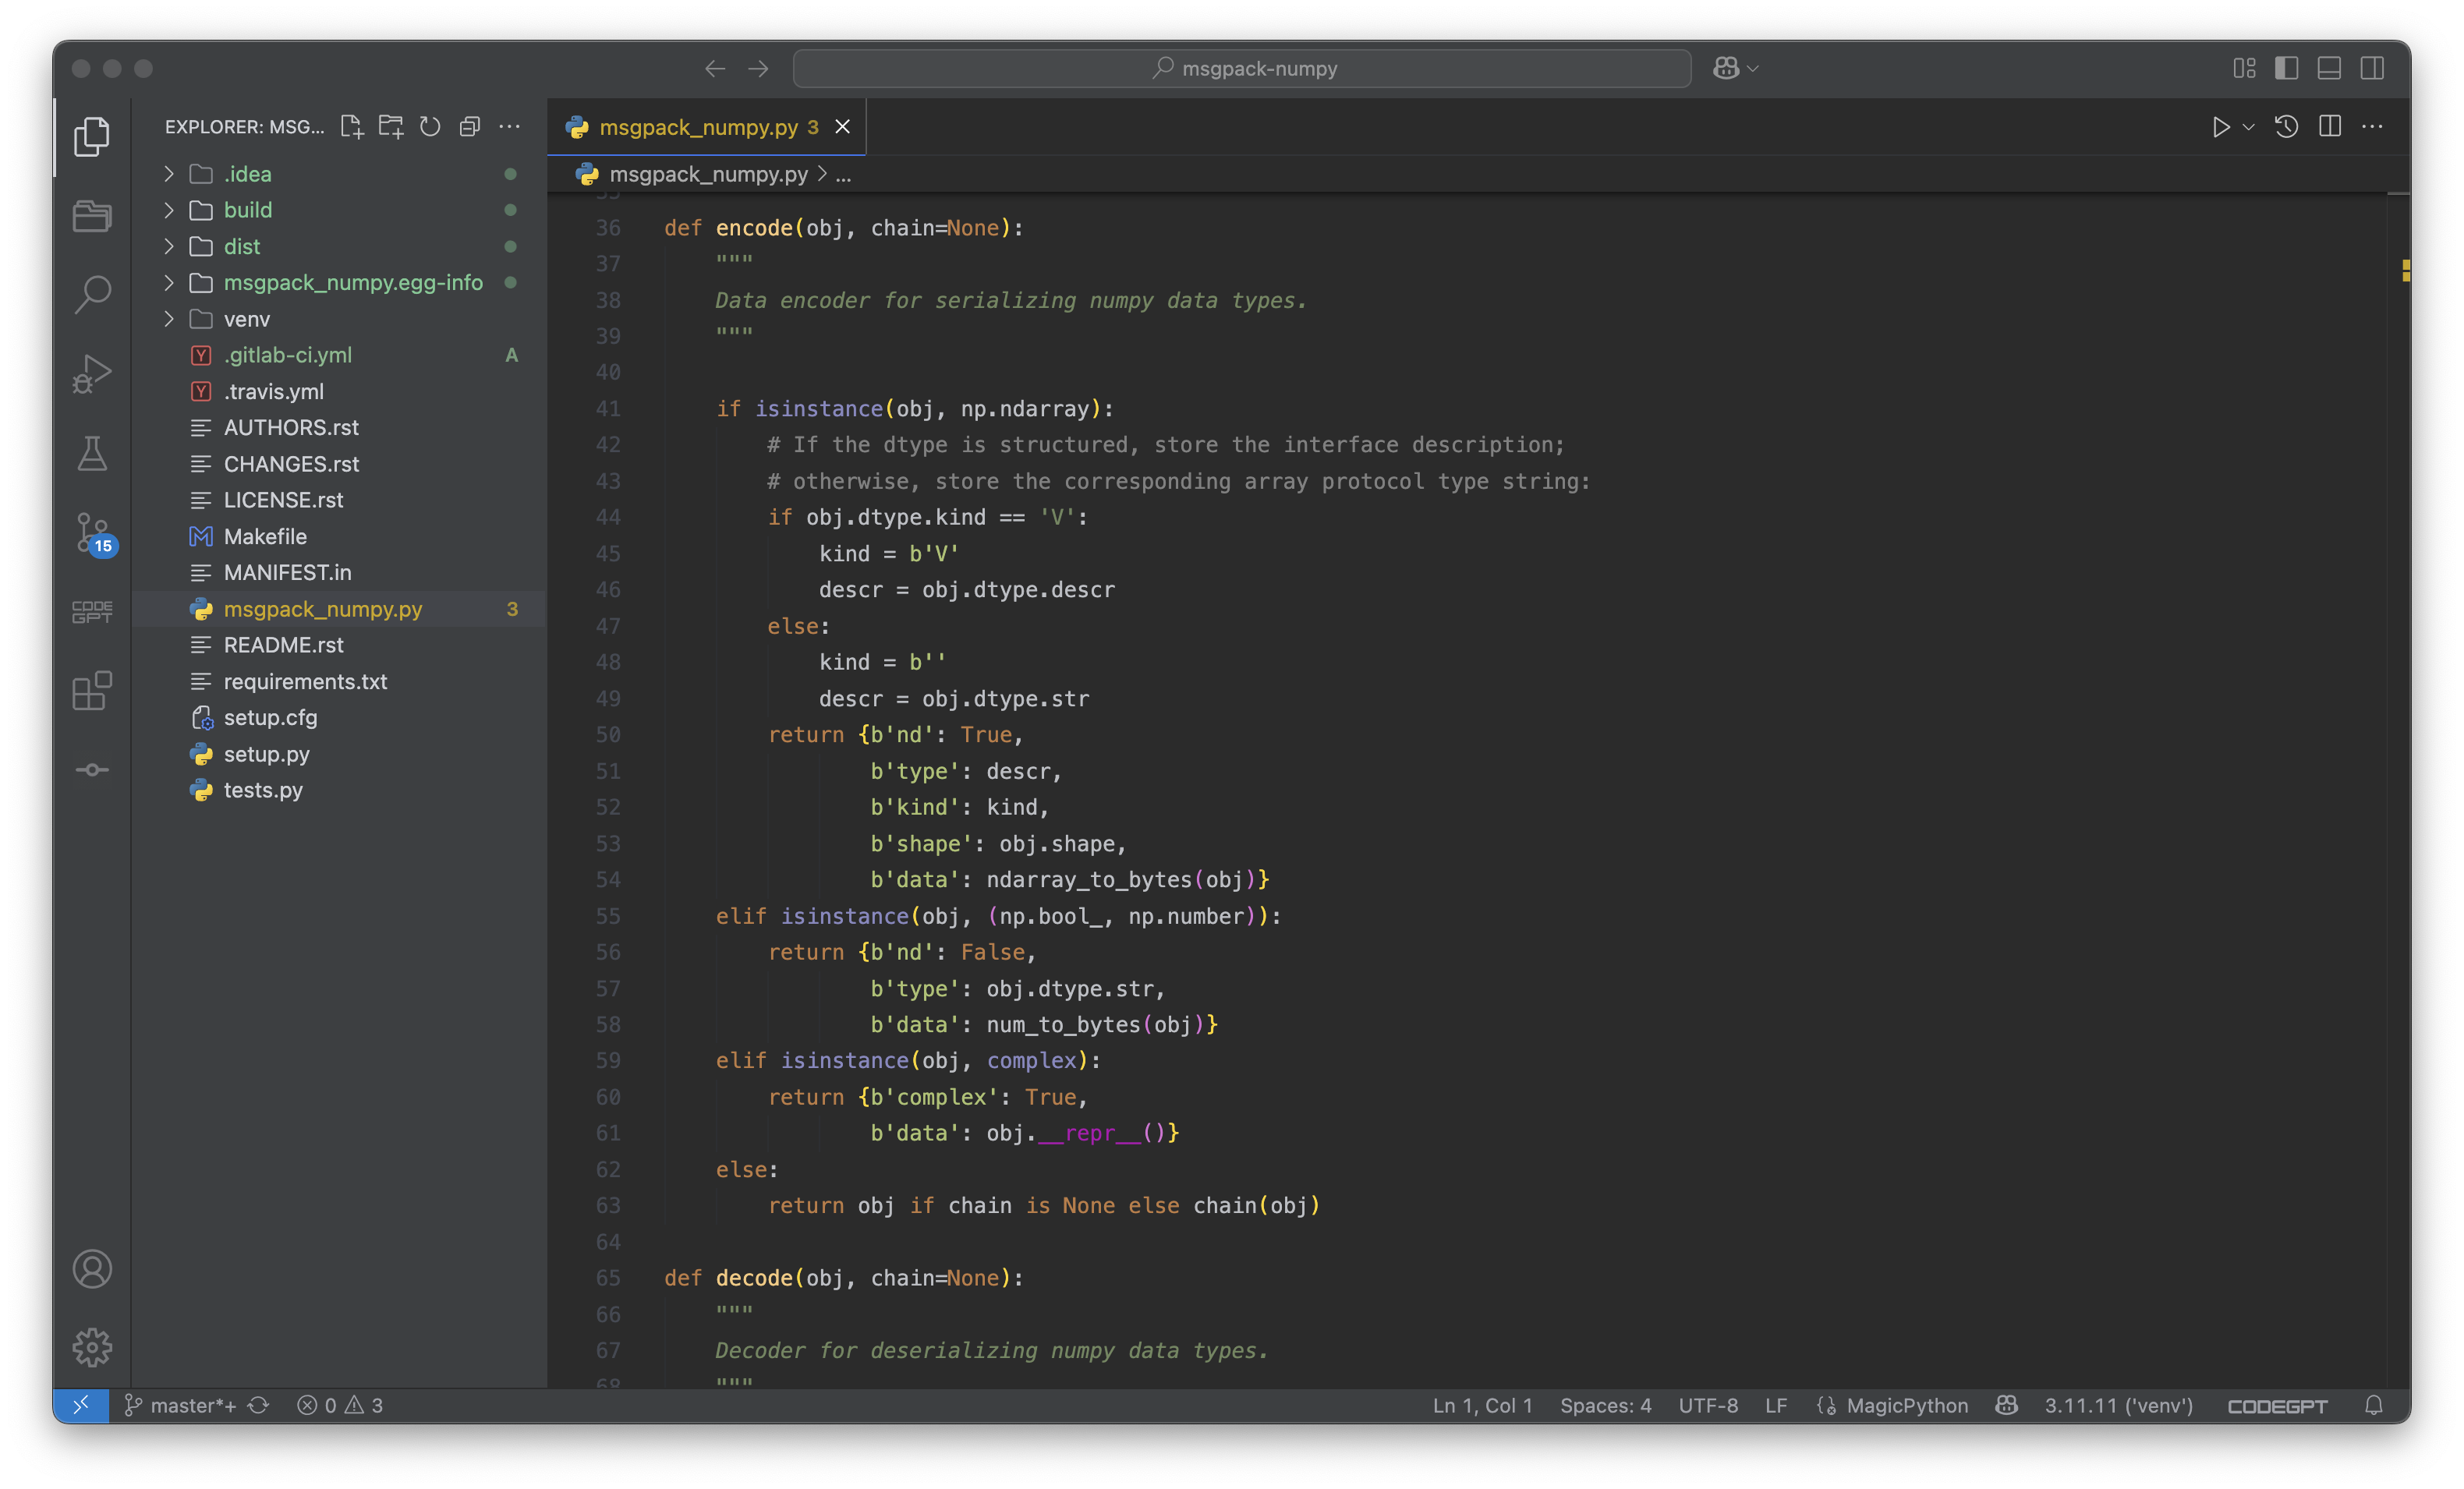 msgpack-numpy
EXPLORER: MSG...
.idea
build
dist
msgpack_numpy.egg-info
venv
.gitlab-ci.yml A
.travis.yml
AUTHORS.rst
CHANGES.rst
LICENSE.rst
Makefile
MANIFEST.in
msgpack_numpy.py 3
README.rst
requirements.txt
setup.cfg
setup.py
tests.py
15
CODE
GPT
msgpack_numpy.py 3
msgpack_numpy.py > ...
36 def encode(obj, chain=None):
37     """
38     Data encoder for serializing numpy data types.
39     """
40
41     if isinstance(obj, np.ndarray):
42         # If the dtype is structured, store the interface description;
43         # otherwise, store the corresponding array protocol type string:
44         if obj.dtype.kind == 'V':
45             kind = b'V'
46             descr = obj.dtype.descr
47         else:
48             kind = b''
49             descr = obj.dtype.str
50         return {b'nd': True,
51                 b'type': descr,
52                 b'kind': kind,
53                 b'shape': obj.shape,
54                 b'data': ndarray_to_bytes(obj)}
55     elif isinstance(obj, (np.bool_, np.number)):
56         return {b'nd': False,
57                 b'type': obj.dtype.str,
58                 b'data': num_to_bytes(obj)}
59     elif isinstance(obj, complex):
60         return {b'complex': True,
61                 b'data': obj.__repr__()}
62     else:
63         return obj if chain is None else chain(obj)
64
65 def decode(obj, chain=None):
66     """
67     Decoder for deserializing numpy data types.
68     """
master*+ 0 3
Ln 1, Col 1 Spaces: 4 UTF-8 LF MagicPython 3.11.11 ('venv') CODEGPT